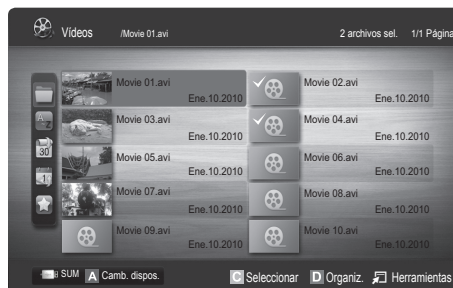 Vídeos /Movie 01.avi 2 archivos sel. 1/1 Página
Movie 01.avi Movie 02.avi
Ene.10.2010 Ene.10.2010
Movie 03.avi Movie 04.avi
Ene.10.2010 Ene.10.2010
Movie 05.avi Movie 06.avi
Ene.10.2010 Ene.10.2010
Movie 07.avi Movie 08.avi
Ene.10.2010 Ene.10.2010
Movie 09.avi Movie 10.avi
Ene.10.2010 Ene.10.2010
A
Z
30
1
SUM A Camb. dispos. C Seleccionar D Organiz. Herramientas